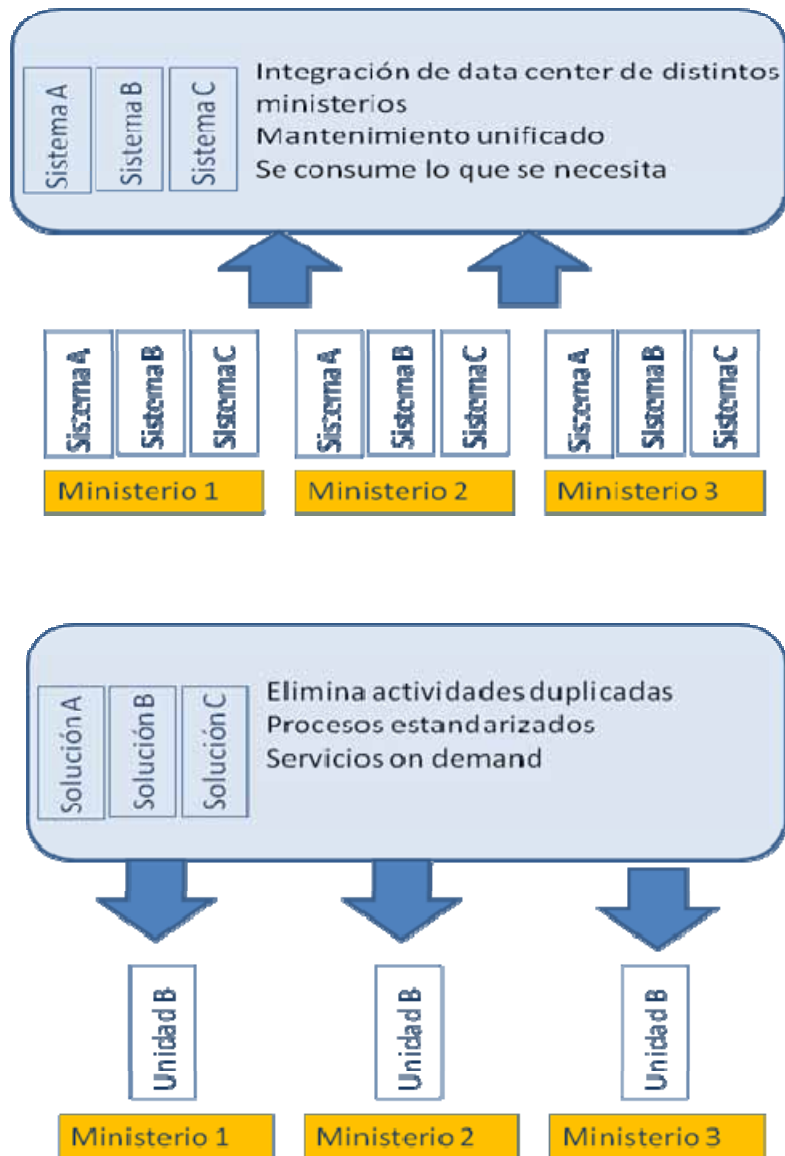 Sistema A
Sistema B
Sistema C
Integración de data center de distintos
ministerios
Mantenimiento unificado
Se consume lo que se necesita
Sistema A
Sistema B
Sistema C
Sistema A
Sistema B
Sistema C
Sistema A
Sistema B
Sistema C
Ministerio 1
Ministerio 2
Ministerio 3
Solución A
Solución B
Solución C
Elimina actividades duplicadas
Procesos estandarizados
Servicios on demand
Unidad B
Unidad B
Unidad B
Ministerio 1
Ministerio 2
Ministerio 3